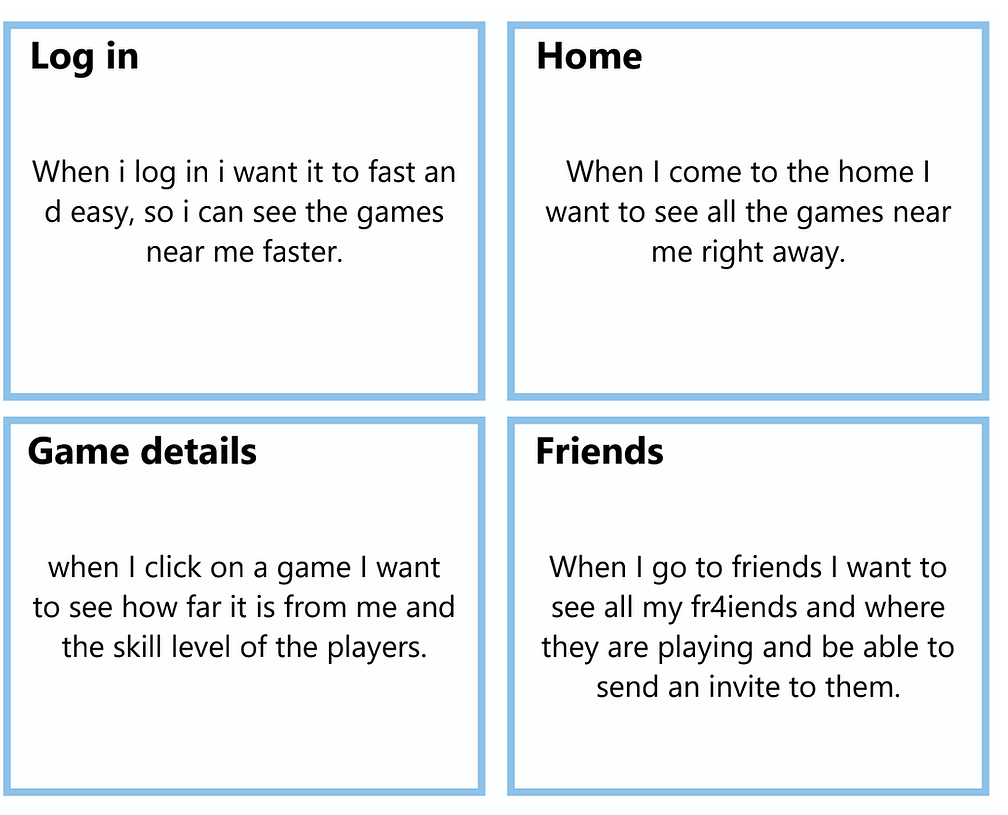 Log in
When i log in i want it to fast an
d easy, so i can see the games
near me faster.
Home
When I come to the home I
want to see all the games near
me right away.
Game details
when I click on a game I want
to see how far it is from me and
the skill level of the players.
Friends
When I go to friends I want to
see all my fr4iends and where
they are playing and be able to
send an invite to them.